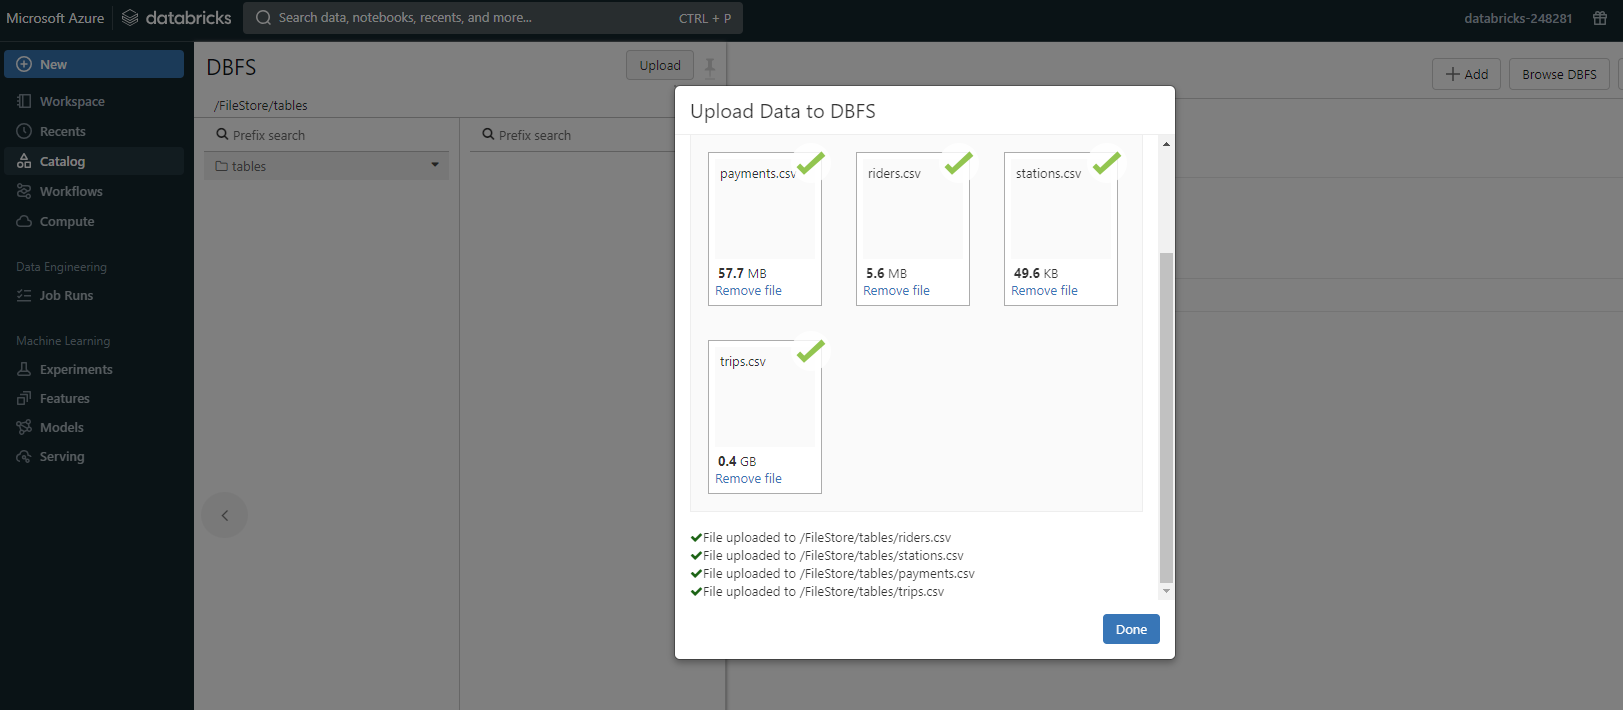 Microsoft Azure
databricks
Search data, notebooks, recents, and more...
CTRL + P
databricks-248281
New
Workspace
Recents
Catalog
Workflows
Compute
Data Engineering
Job Runs
Machine Learning
Experiments
Features
Models
Serving
DBFS
Upload
/FileStore/tables
Prefix search
Prefix search
tables
Add
Browse DBFS
Upload Data to DBFS
payments.csv
57.7 MB
Remove file
riders.csv
5.6 MB
Remove file
stations.csv
49.6 KB
Remove file
trips.csv
0.4 GB
Remove file
File uploaded to /FileStore/tables/riders.csv
File uploaded to /FileStore/tables/stations.csv
File uploaded to /FileStore/tables/payments.csv
File uploaded to /FileStore/tables/trips.csv
Done